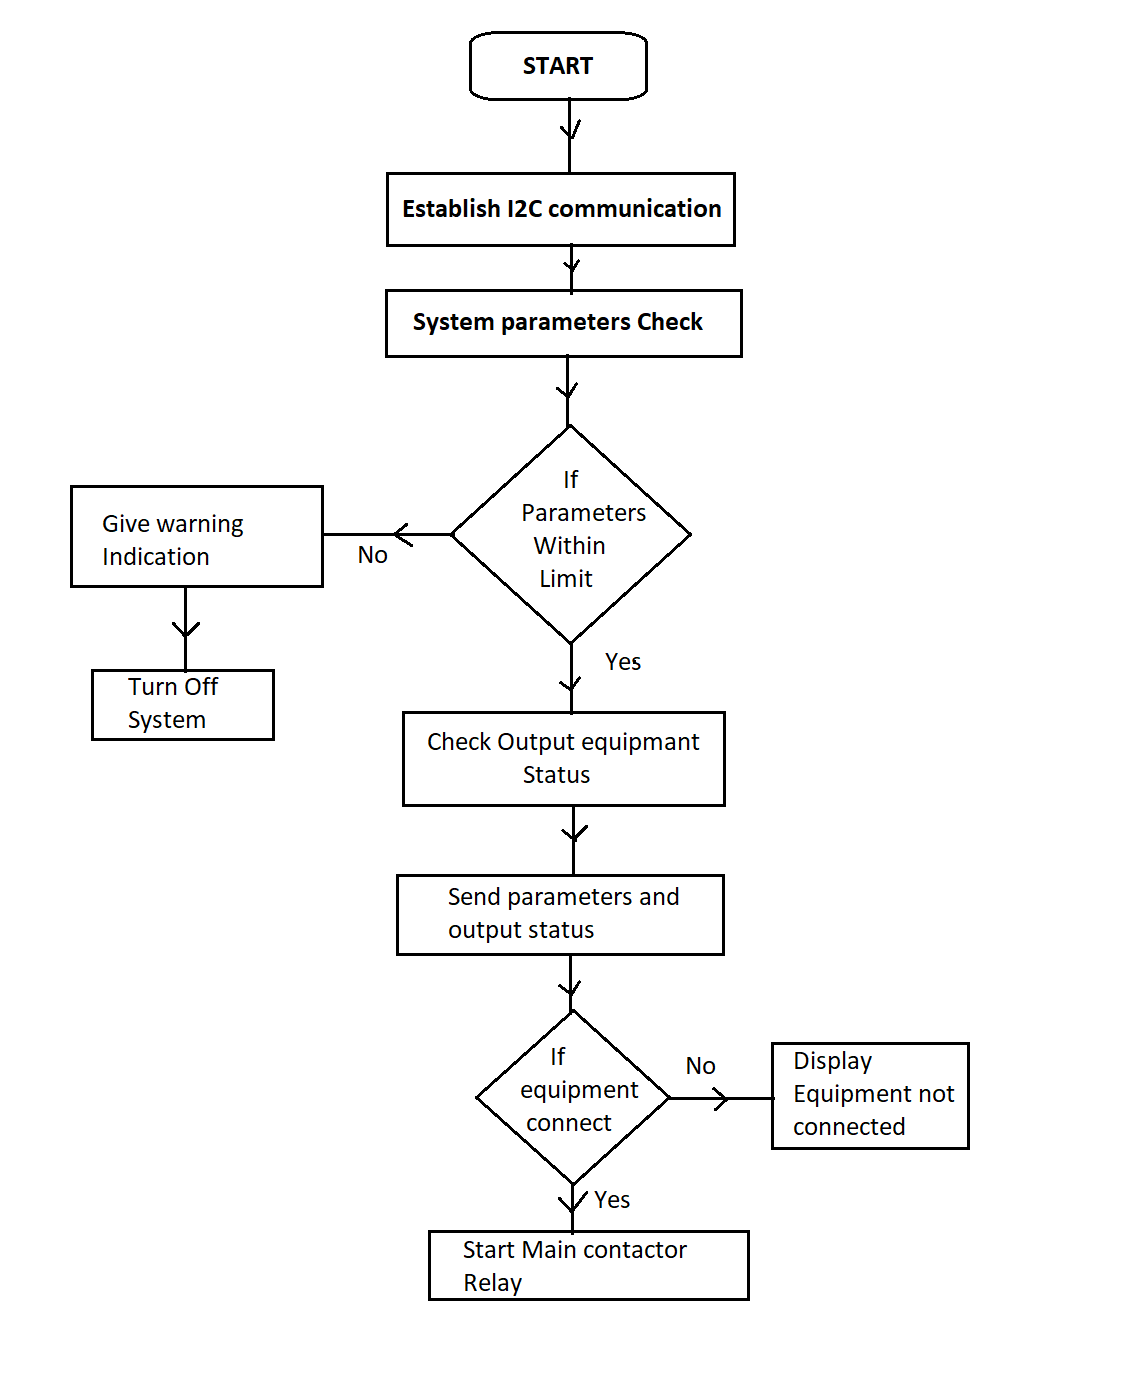 START
Establish I2C communication
System parameters Check
If
Parameters
Within
Limit
No
Give warning
Indication
Turn Off
System
Yes
Check Output equipmant
Status
Send parameters and
output status
If
equipment
connect
No
Display
Equipment not
connected
Yes
Start Main contactor
Relay